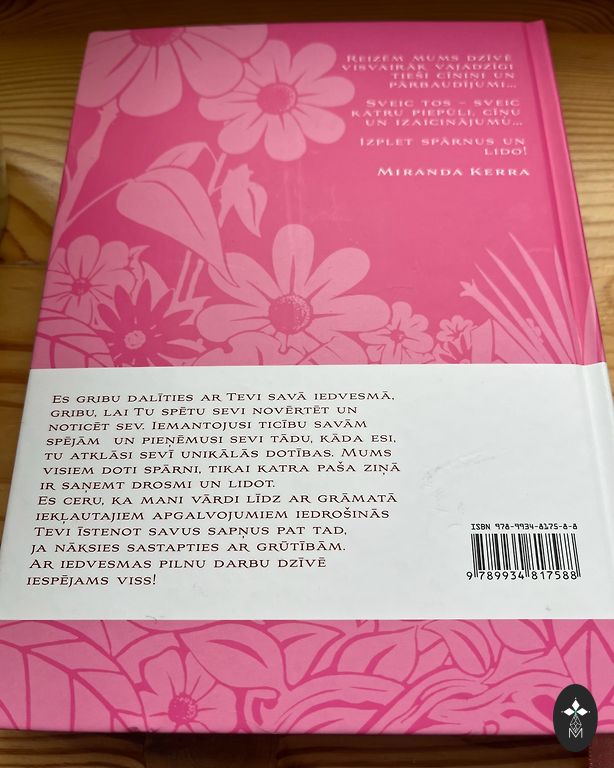 Reizēm mums dzīvē
visvairāk vajadzīgi
tieši cīniņi un
pārbaudījumi...
Sveic tos – sveic
katru piepūli, cīņu
un izaicinājumu...
Izplet spārnus un
lido!
Miranda Kerra
Es gribu dalīties ar Tevi savā iedvesmā,
gribu, lai Tu spētu sevi novērtēt un
noticēt sev. Iemantojusi ticību savām
spējām un pieņēmusi sevi tādu, kāda esi,
tu atklāsi sevī unikālās dotības. Mums
visiem doti spārni, tikai katra paša ziņā
ir saņemt drosmi un lidot.
Es ceru, ka mani vārdi līdz ar grāmatā
iekļautajiem apgalvojumiem iedrošinās
Tevi īstenot savus sapņus pat tad,
ja nāksies sastapties ar grūtībām.
Ar iedvesmas pilnu darbu dzīvē
iespējams viss!
ISBN 978-9934-8175-8-8
9 789934 817588
M